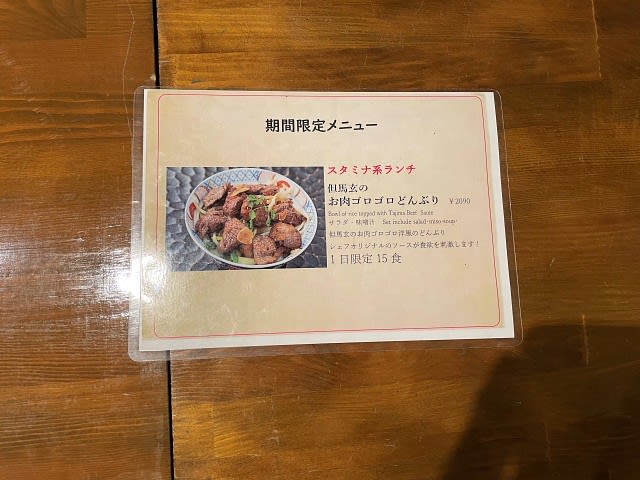 期間限定メニュー
スタミナ系ランチ
但馬玄の
お肉ゴロゴロどんぶり ￥2090
Bowl of rice topped with Tajima Beef Saute
サラダ・味噌汁 Set include salad・miso-soup・
但馬玄のお肉ゴロゴロ洋風のどんぶり
シェフオリジナルのソースが食欲を刺激します！
1日限定15食